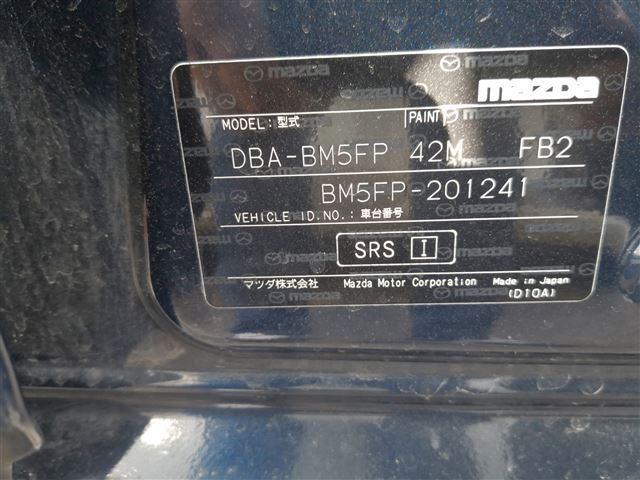 mazda
MODEL: 型式 PAINT
DBA-BM5FP 42M FB2
BM5FP-201241
VEHICLE ID.NO.: 車台番号
SRS I
マツダ株式会社 Mazda Motor Corporation Made in Japan
(D10A)